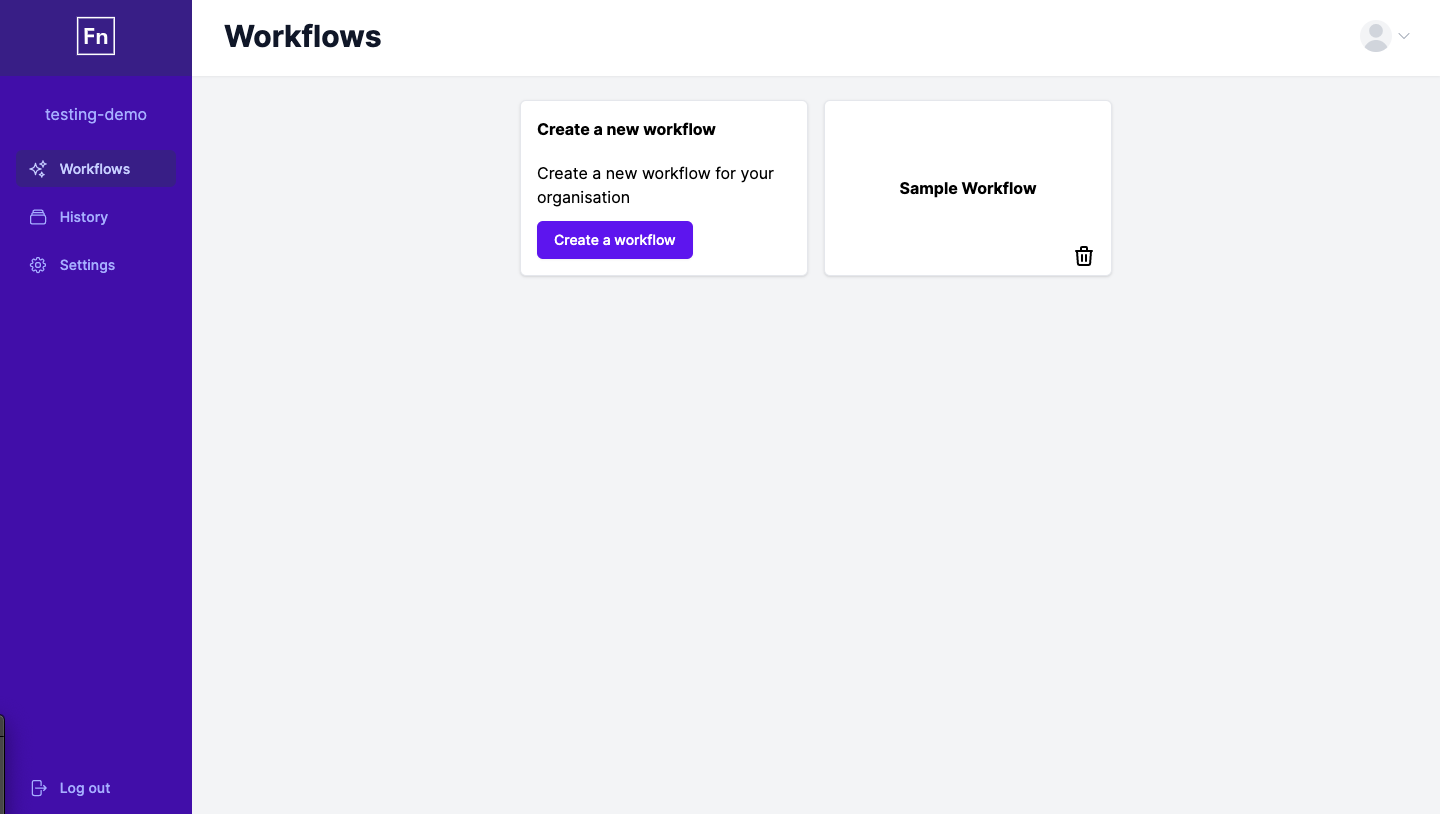 Fn
Workflows
testing-demo
Workflows
History
Settings
Create a new workflow
Create a new workflow for your
organisation
Create a workflow
Sample Workflow
Log out